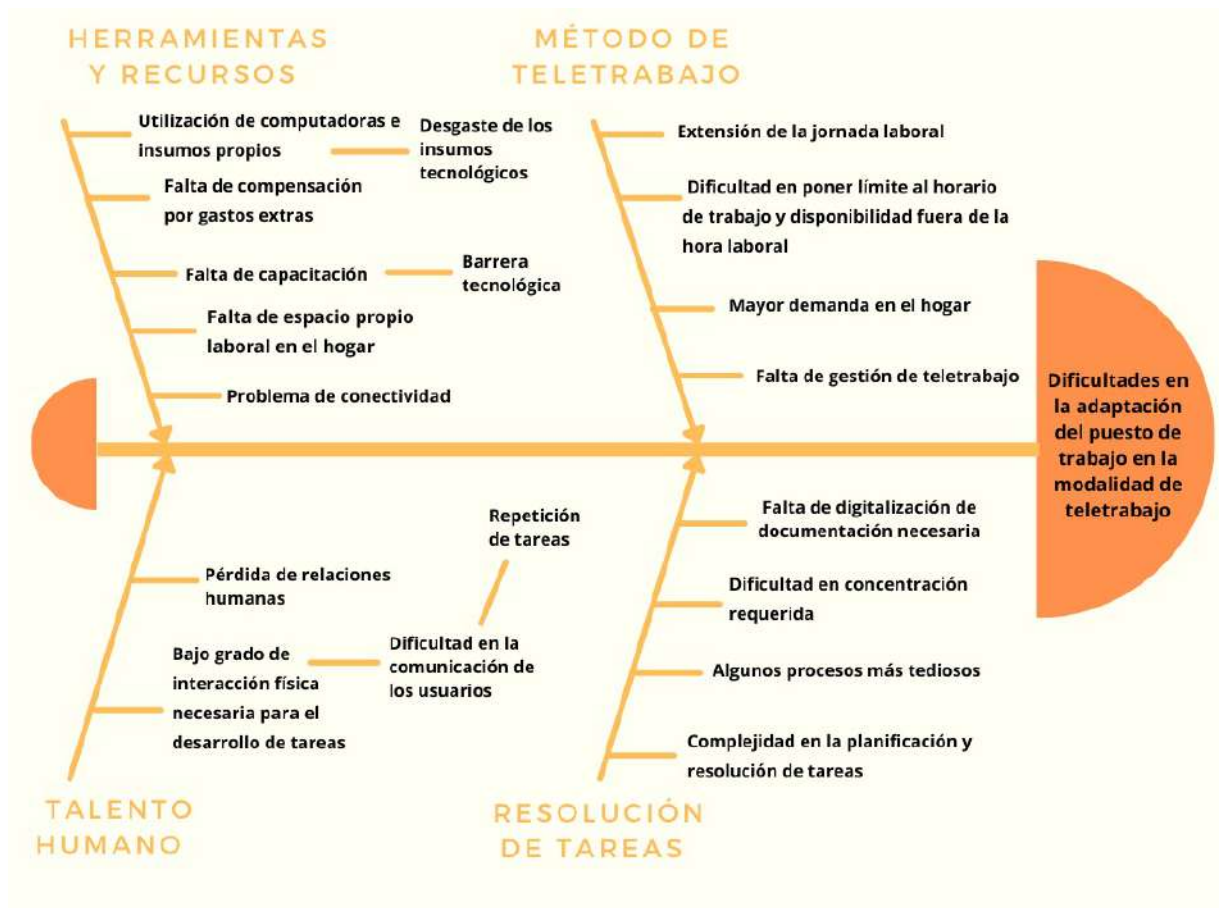 HERRAMIENTAS
Y RECURSOS
Utilización de computadoras e
insumos propios
Desgaste de los
insumos
tecnológicos
Falta de compensación
por gastos extras
Falta de capacitación
Barrera
tecnológica
Falta de espacio propio
laboral en el hogar
Problema de conectividad
MÉTODO DE
TELETRABAJO
Extensión de la jornada laboral
Dificultad en poner límite al horario
de trabajo y disponibilidad fuera de la
hora laboral
Mayor demanda en el hogar
Falta de gestión de teletrabajo
Dificultades en
la adaptación
del puesto de
trabajo en la
modalidad de
teletrabajo
Repetición
de tareas
Pérdida de relaciones
humanas
Bajo grado de
interacción física
necesaria para el
desarrollo de tareas
Dificultad en la
comunicación de
los usuarios
TALENTO
HUMANO
Falta de digitalización de
documentación necesaria
Dificultad en concentración
requerida
Algunos procesos más tediosos
Complejidad en la planificación y
resolución de tareas
RESOLUCIÓN
DE TAREAS